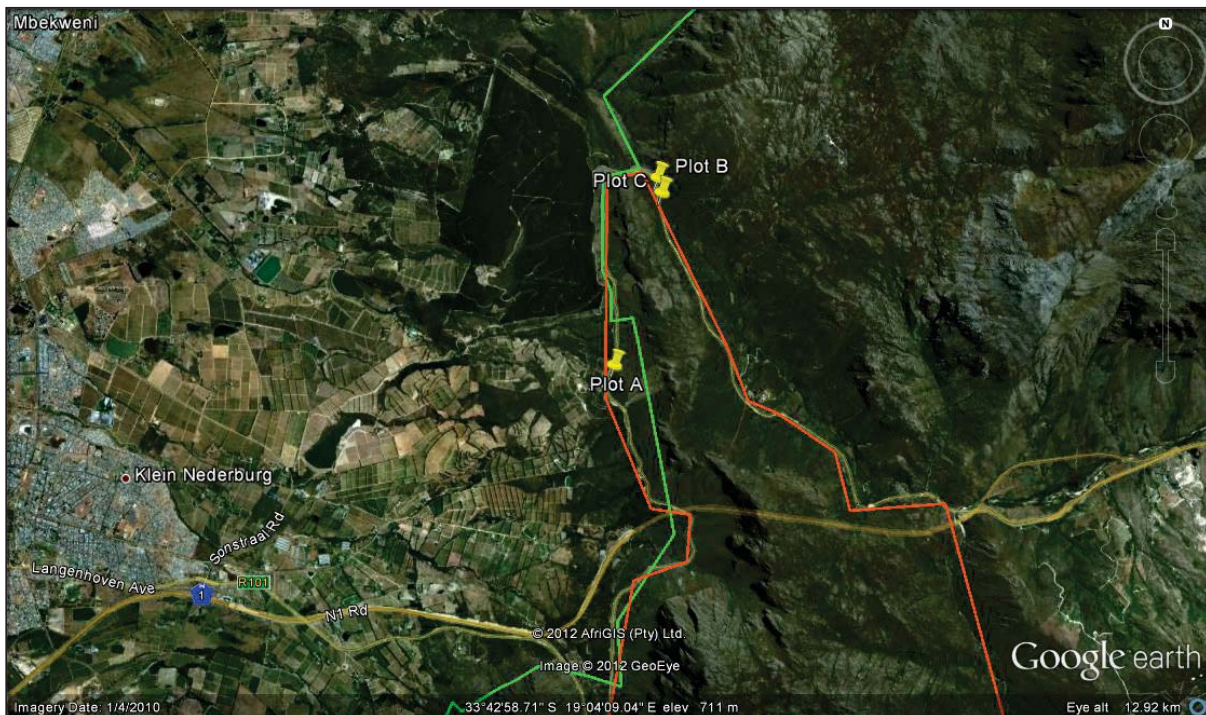 Mbekweni
N
Plot B
Plot C
Plot A
Klein Nederburg
Sonstraal Rd
Langenhoven Ave
R101
N
1
N1 Rd
© 2012 AfriGIS (Pty) Ltd.
Image © 2012 GeoEye
Google earth
Imagery Date: 1/4/2010
33°42'58.71" S 19°04'09.04" E elev 711 m
Eye alt 12.92 km